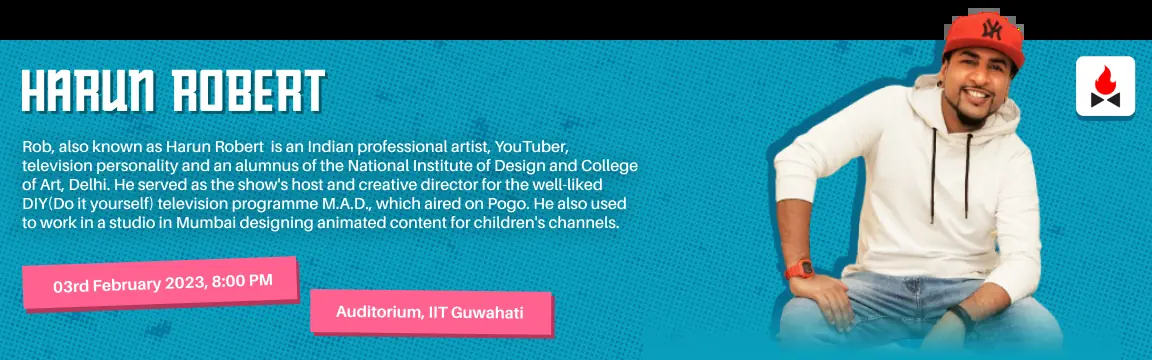 HARUN ROBERT
Rob, also known as Harun Robert is an Indian professional artist, YouTuber,
television personality and an alumnus of the National Institute of Design and College
of Art, Delhi. He served as the show's host and creative director for the well-liked
DIY(Do it yourself) television programme M.A.D., which aired on Pogo. He also used
to work in a studio in Mumbai designing animated content for children's channels.
03rd February 2023, 8:00 PM
Auditorium, IIT Guwahati